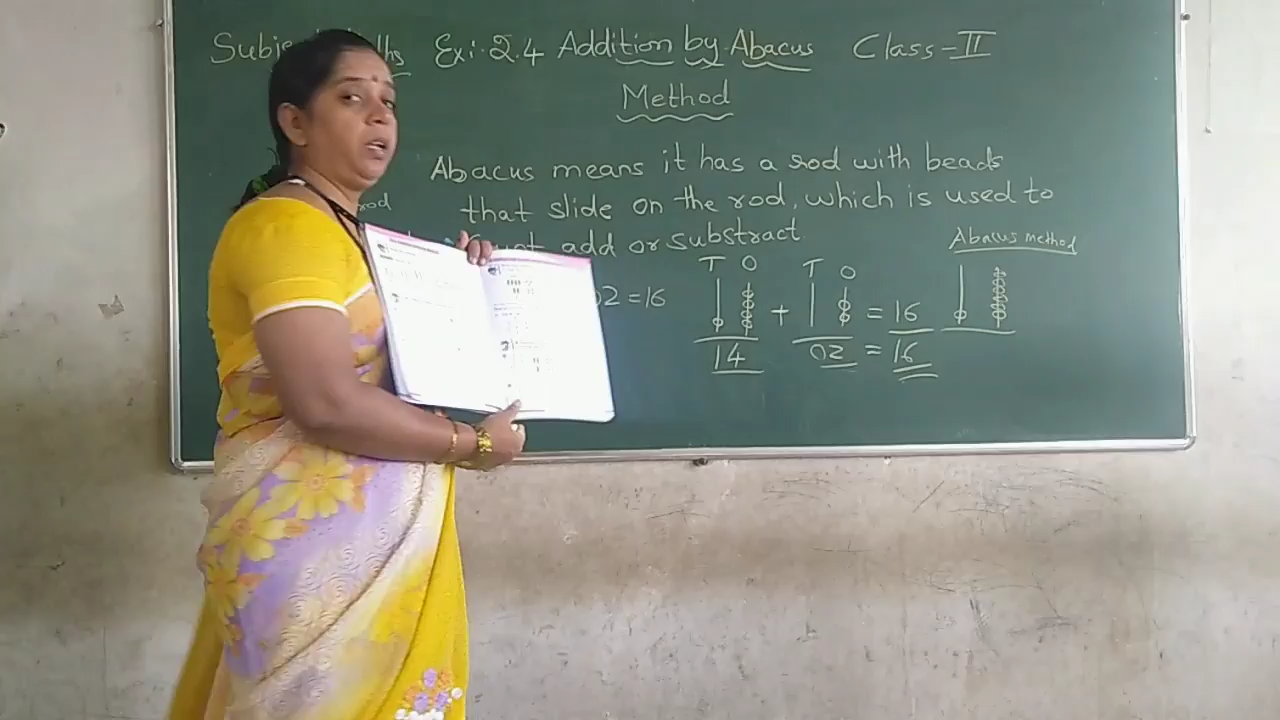 Ex:-2.4 Addition by Abacus Class-II
Method
Abacus means it has a rod with beads
rod that slide on the rod, which is used to
add or substract
Abacus method
T O T O
02 = 16 + = 16
14 02 = 16